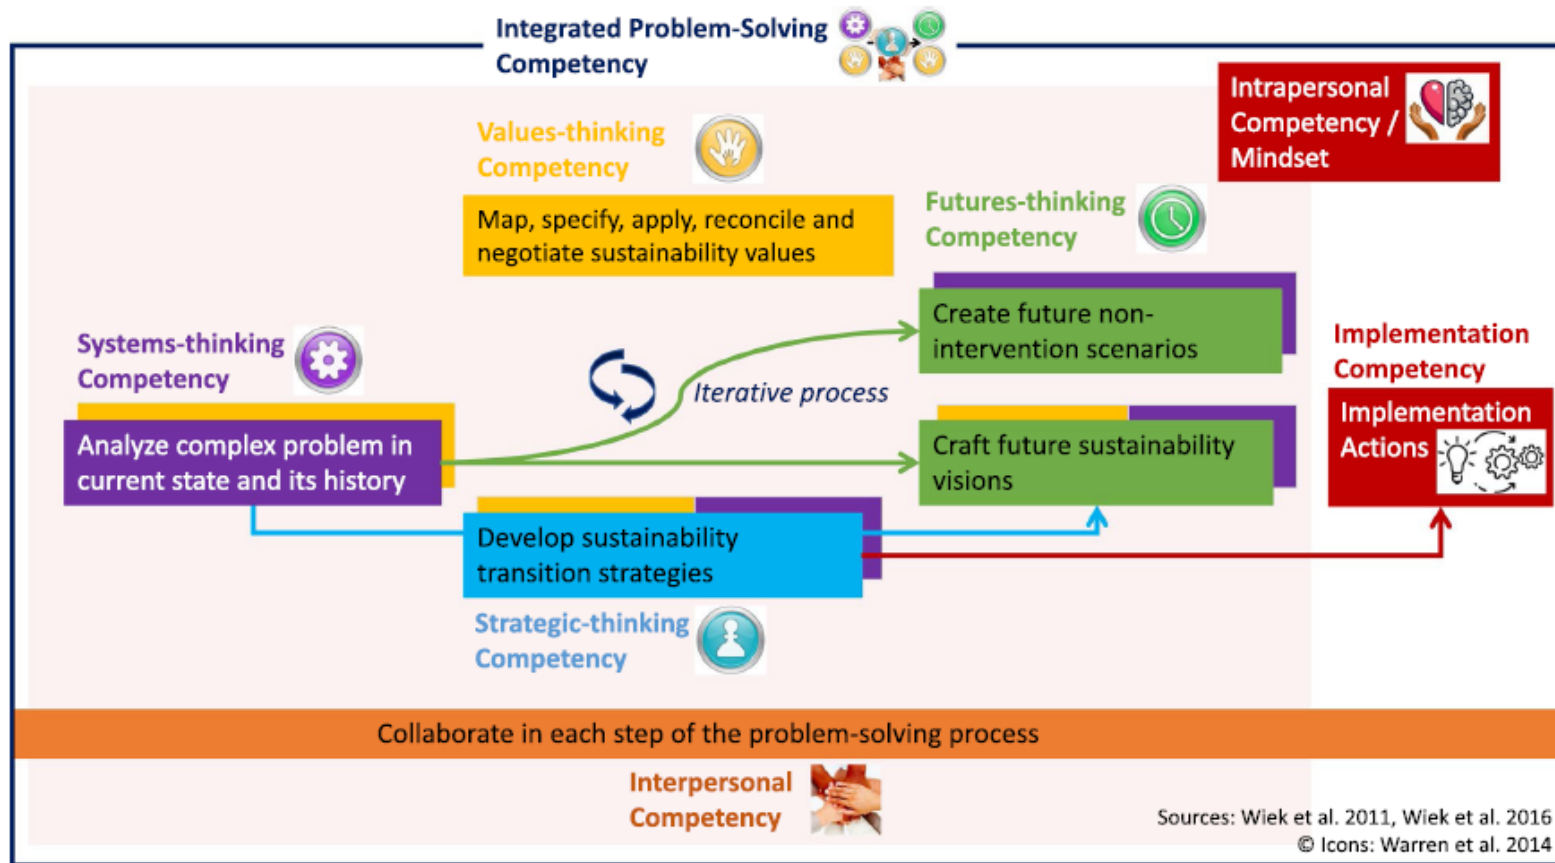 Integrated Problem-Solving
Competency
Intrapersonal
Competency /
Mindset
Values-thinking
Competency
Map, specify, apply, reconcile and
negotiate sustainability values
Futures-thinking
Competency
Create future non-
intervention scenarios
Systems-thinking
Competency
Iterative process
Implementation
Competency
Analyze complex problem in
current state and its history
Craft future sustainability
visions
Implementation
Actions
Develop sustainability
transition strategies
Strategic-thinking
Competency
Collaborate in each step of the problem-solving process
Interpersonal
Competency
Sources: Wiek et al. 2011, Wiek et al. 2016
© Icons: Warren et al. 2014